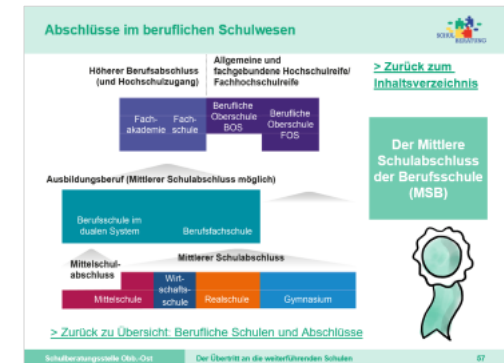 Abschlüsse im beruflichen Schulwesen
SCHUL
BERATUNG
Höherer Berufsabschluss
(und Hochschulzugang)
Allgemeine und
fachgebundene Hochschulreife/
Fachhochschulreife
Fach-
akademie
Fach-
schule
Berufliche
Oberschule
BOS
Berufliche
Oberschule
FOS
Ausbildungsberuf (Mittlerer Schulabschluss möglich)
Berufsschule im
dualen System
Berufsfachschule
Mittelschul-
abschluss
Mittlerer Schulabschluss
Mittelschule
Wirt-
schafts-
schule
Realschule
Gymnasium
> Zurück zu Übersicht: Berufliche Schulen und Abschlüsse
> Zurück zum
Inhaltsverzeichnis
Der Mittlere
Schulabschluss
der Berufsschule
(MSB)
Schulberatungsstelle Obb.-Ost
Der Übertritt an die weiterführenden Schulen
57